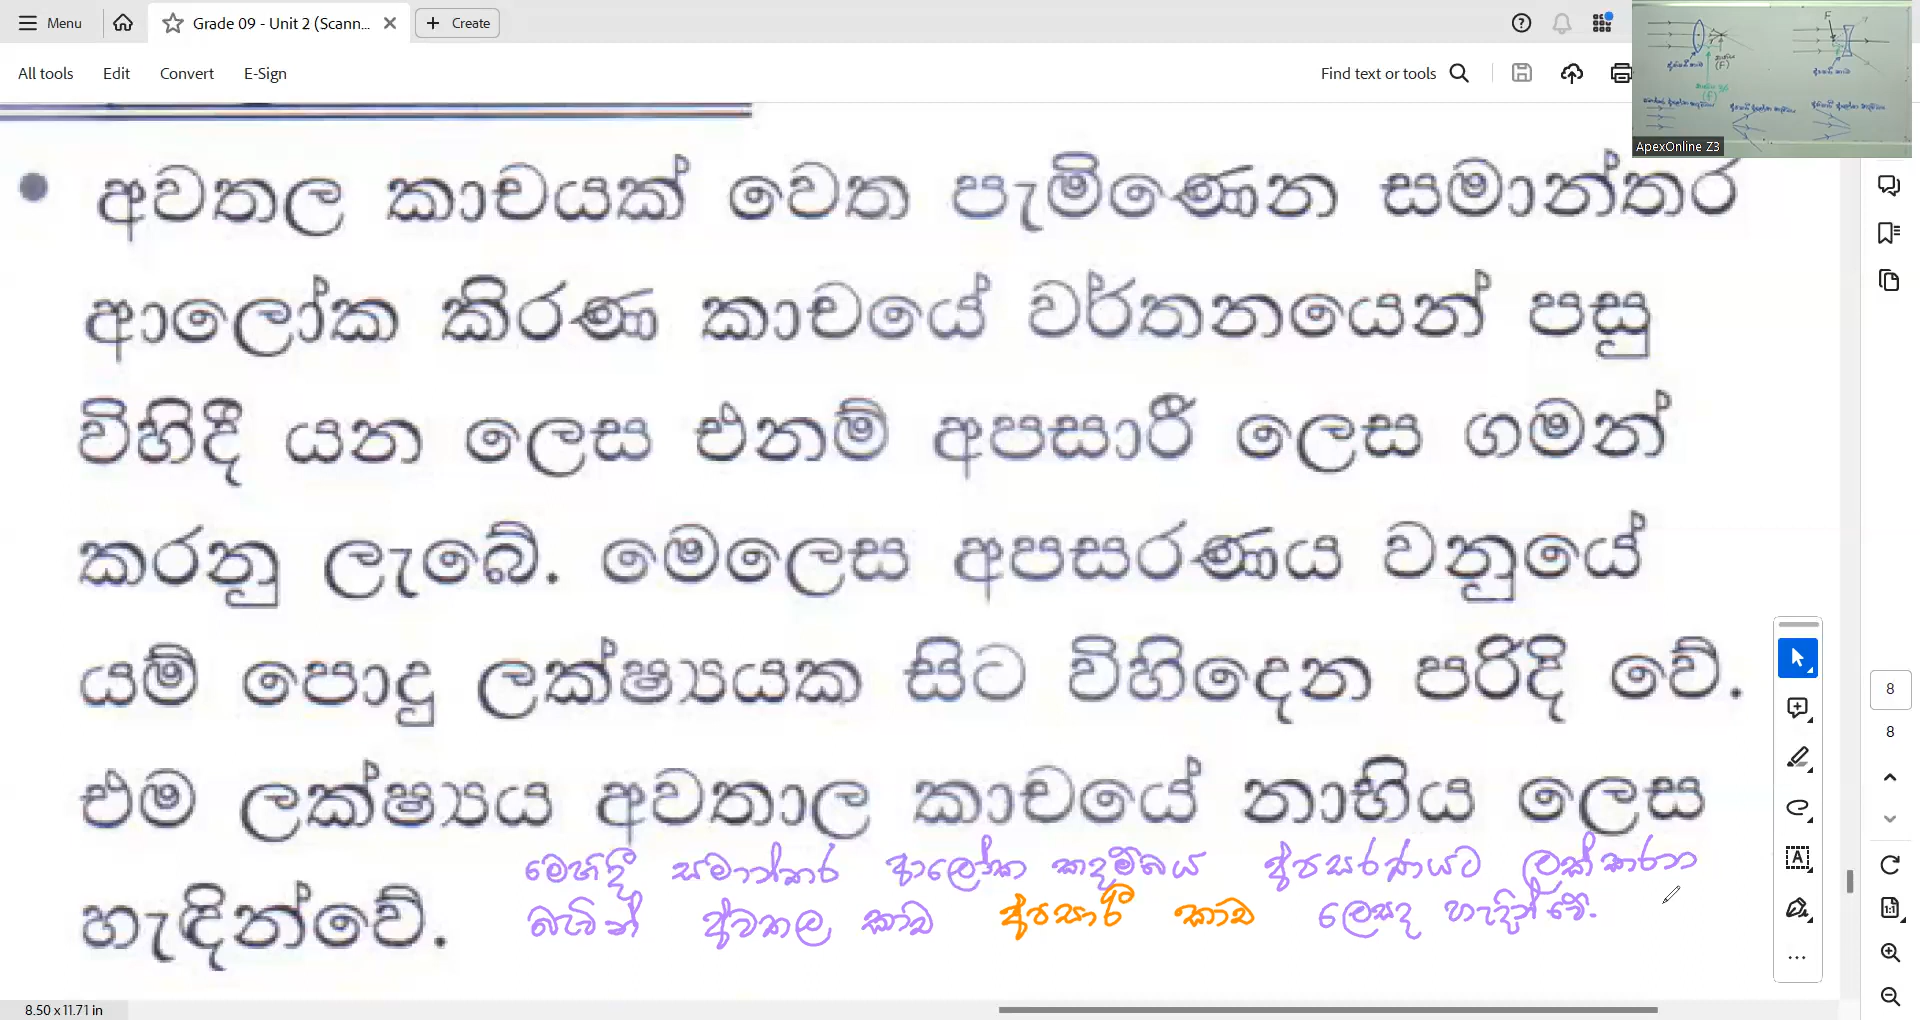 Menu
Grade 09 - Unit 2 (Scann...
Create
All tools
Edit
Convert
E-Sign
Find text or tools
ApexOnline Z3
අවතල කාචයක් වෙත පැමිණෙන සමාන්තර
ආලෝක කිරණ කාචයේ වර්තනයෙන් පසු
විහිදී යන ලෙස එනම් අපසාරී ලෙස ගමන්
කරනු ලැබේ. මෙලෙස අපසරණය වනුයේ
යම් පොදු ලක්ෂ්‍යයක සිට විහිදෙන පරිදි වේ.
එම ලක්ෂ්‍යය අවතාල කාචයේ නාභිය ලෙස
හැඳින්වේ.
මෙහිදී සමාන්තර ආලෝක කදම්බය අපසරණයට ලක් කරන
බැවින් අවතල කාච අපසාරී කාච ලෙසද හැඳින් වේ.
8
8
8.50 x 11.71 in